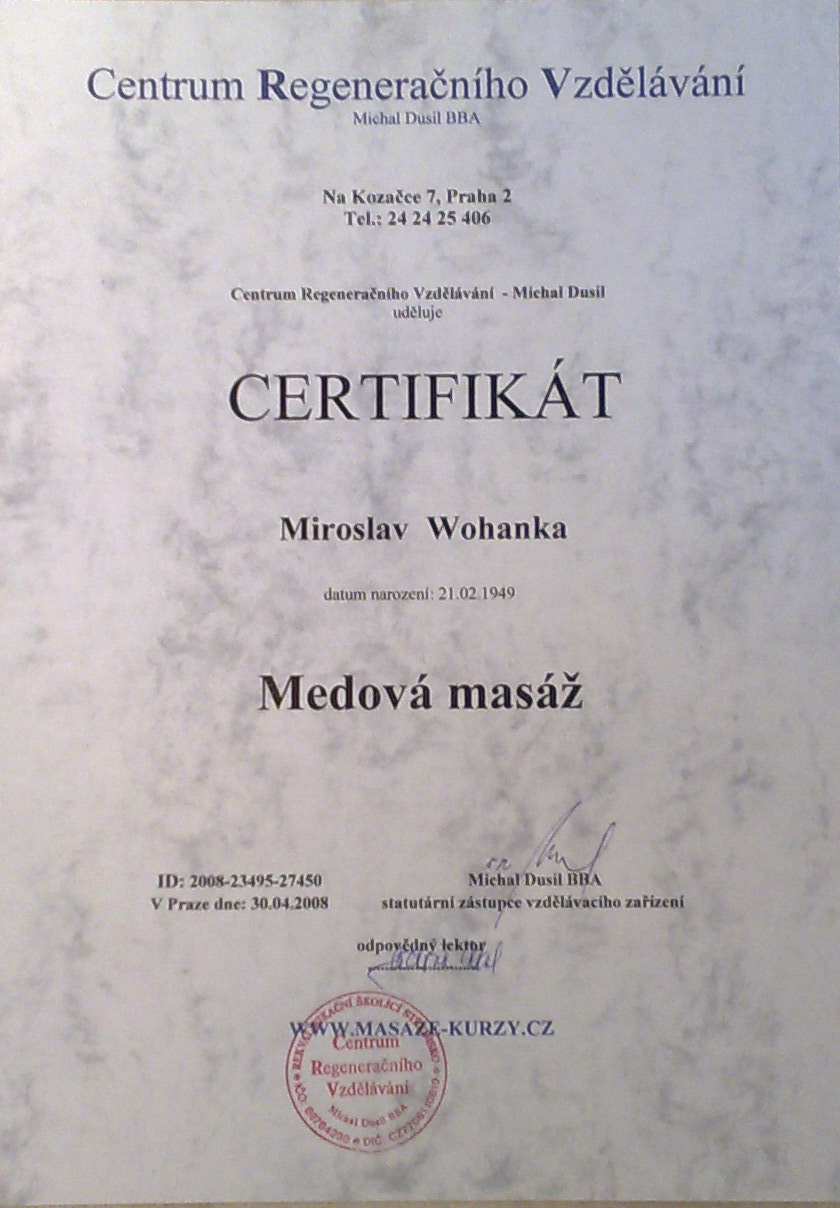 Centrum Regeneračního Vzdělávání
Michal Dusil BBA
Na Kozačce 7, Praha 2
Tel.: 24 24 25 406
Centrum Regeneračního Vzdělávání - Michal Dusil
uděluje
CERTIFIKÁT
Miroslav Wohanka
datum narození: 21.02.1949
Medová masáž
ID: 2008-23495-27450
V Praze dne: 30.04.2008
Michal Dusil BBA
statutární zástupce vzdělávacího zařízení
odpovědný lektor
WWW.MASAZE-KURZY.CZ
REKVALIFIKAČNÍ ŠKOLÍCÍ STŘEDISKO
Centrum
Regeneračního
Vzdělávání
Michal Dusil BBA